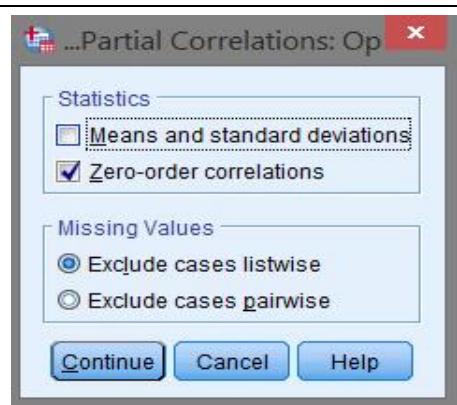 ...Partial Correlations: Op
Statistics
Means and standard deviations
Zero-order correlations
Missing Values
Exclude cases listwise
Exclude cases pairwise
Continue Cancel Help